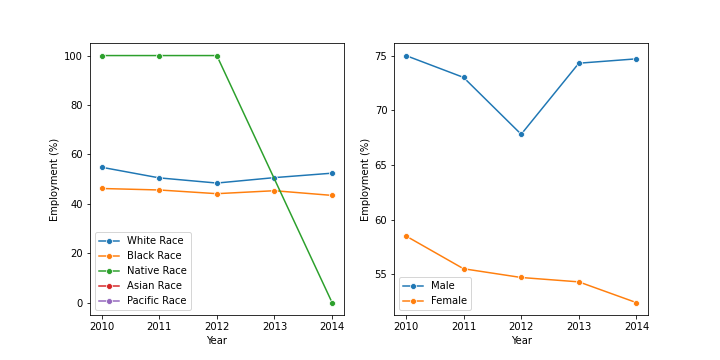 100
80
60
40
20
0
Employment (%)
White Race
Black Race
Native Race
Asian Race
Pacific Race
2010 2011 2012 2013 2014
Year
75
70
65
60
55
Employment (%)
Male
Female
2010 2011 2012 2013 2014
Year